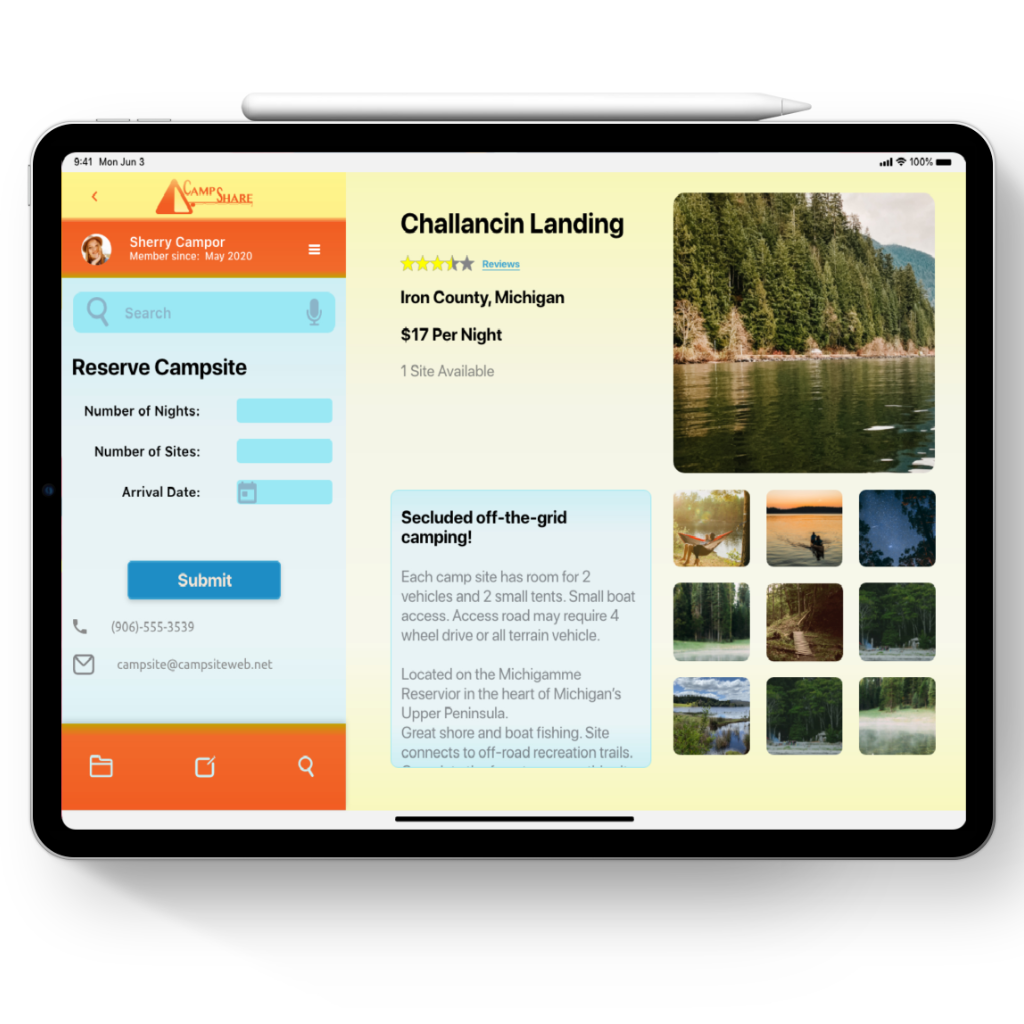 9:41 Mon Jun 3
100%
CAMP SHARE
Sherry Campor
Member since: May 2020
Search
Reserve Campsite
Number of Nights:
Number of Sites:
Arrival Date:
Submit
(906)-555-3539
campsite@campsiteweb.net
Challancin Landing
Reviews
Iron County, Michigan
$17 Per Night
1 Site Available
Secluded off-the-grid
camping!
Each camp site has room for 2
vehicles and 2 small tents. Small boat
access. Access road may require 4
wheel drive or all terrain vehicle.
Located on the Michigamme
Reservior in the heart of Michigan's
Upper Peninsula.
Great shore and boat fishing. Site
connects to off-road recreation trails.